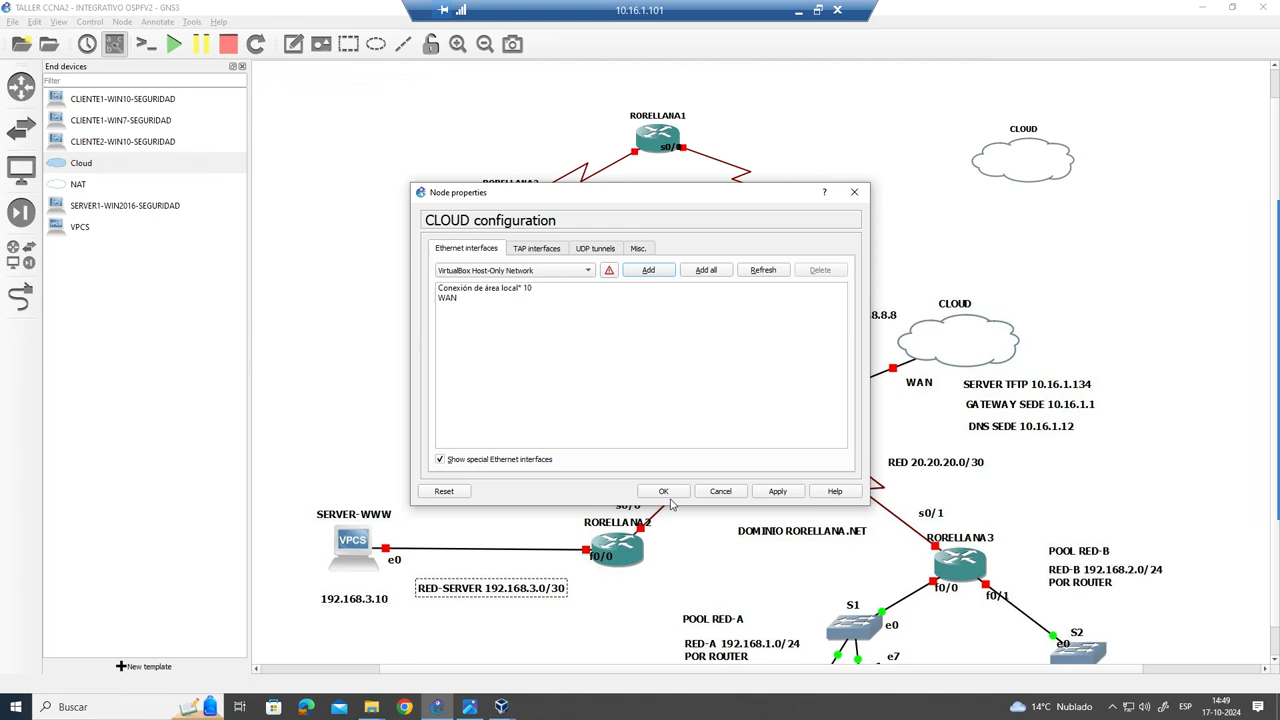 TALLER CCNA2 - INTEGRATIVO OSPFV2 - GNS3
10.16.1.101
File Edit View Control Node Annotate Tools Help
End devices
Filter
CLIENTE1-WIN10-SEGURIDAD
CLIENTE1-WIN7-SEGURIDAD
CLIENTE2-WIN10-SEGURIDAD
Cloud
NAT
SERVER1-WIN2016-SEGURIDAD
VPCS
New template
RORELLANA1
s0/0
CLOUD
Node properties
?
CLOUD configuration
Ethernet interfaces
TAP interfaces
UDP tunnels
Misc.
VirtualBox Host-Only Network
Add
Add all
Refresh
Delete
Conexión de área local* 10
WAN
Show special Ethernet interfaces
Reset
OK
Cancel
Apply
Help
CLOUD
8.8.8
WAN
SERVER TFTP 10.16.1.134
GATEWAY SEDE 10.16.1.1
DNS SEDE 10.16.1.12
RED 20.20.20.0/30
s0/0
s0/1
SERVER-WWW
VPCS
e0
RORELLANA2
f0/0
DOMINIO RORELLANA.NET
RORELLANA3
f0/0
f0/1
RED-SERVER 192.168.3.0/30
192.168.3.10
POOL RED-B
RED-B 192.168.2.0/24
POR ROUTER
POOL RED-A
RED-A 192.168.1.0/24
POR ROUTER
S1
e0
e7
S2
e0
Buscar
14°C Nublado
ESP
14:49
17-10-2024